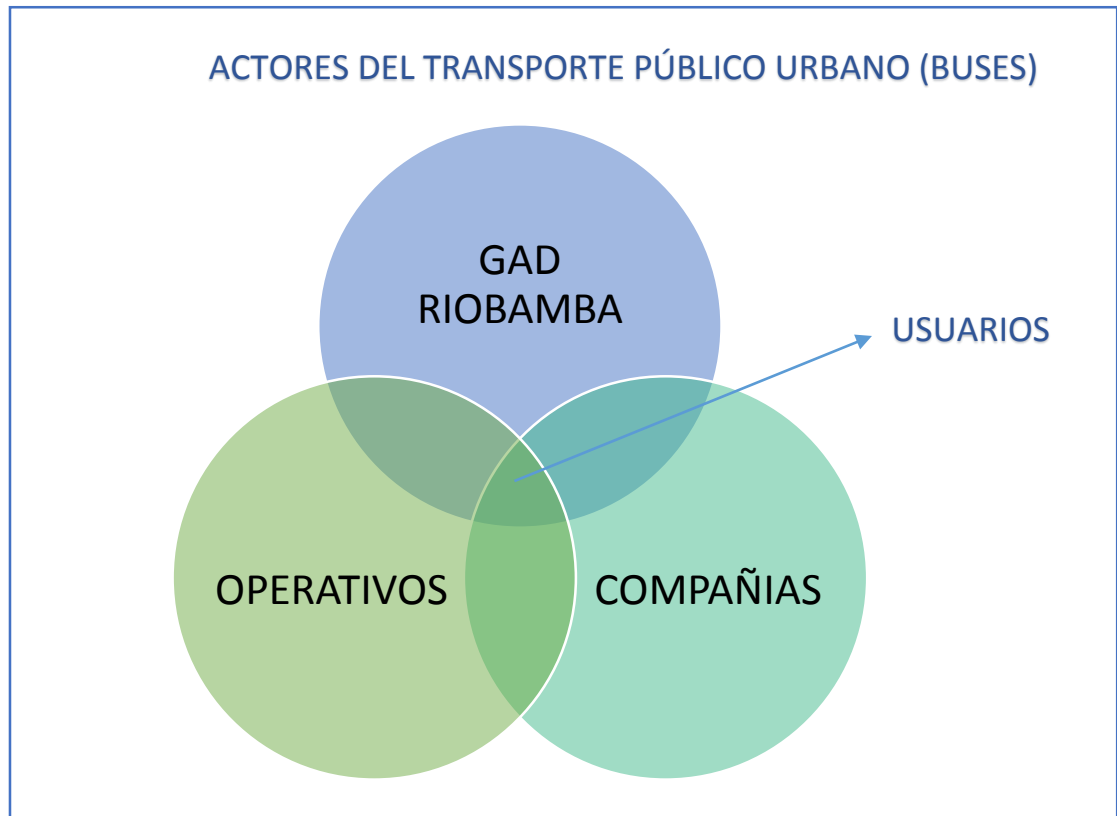 ACTORES DEL TRANSPORTE PÚBLICO URBANO (BUSES)
GAD
RIOBAMBA
USUARIOS
OPERATIVOS
COMPAÑIAS